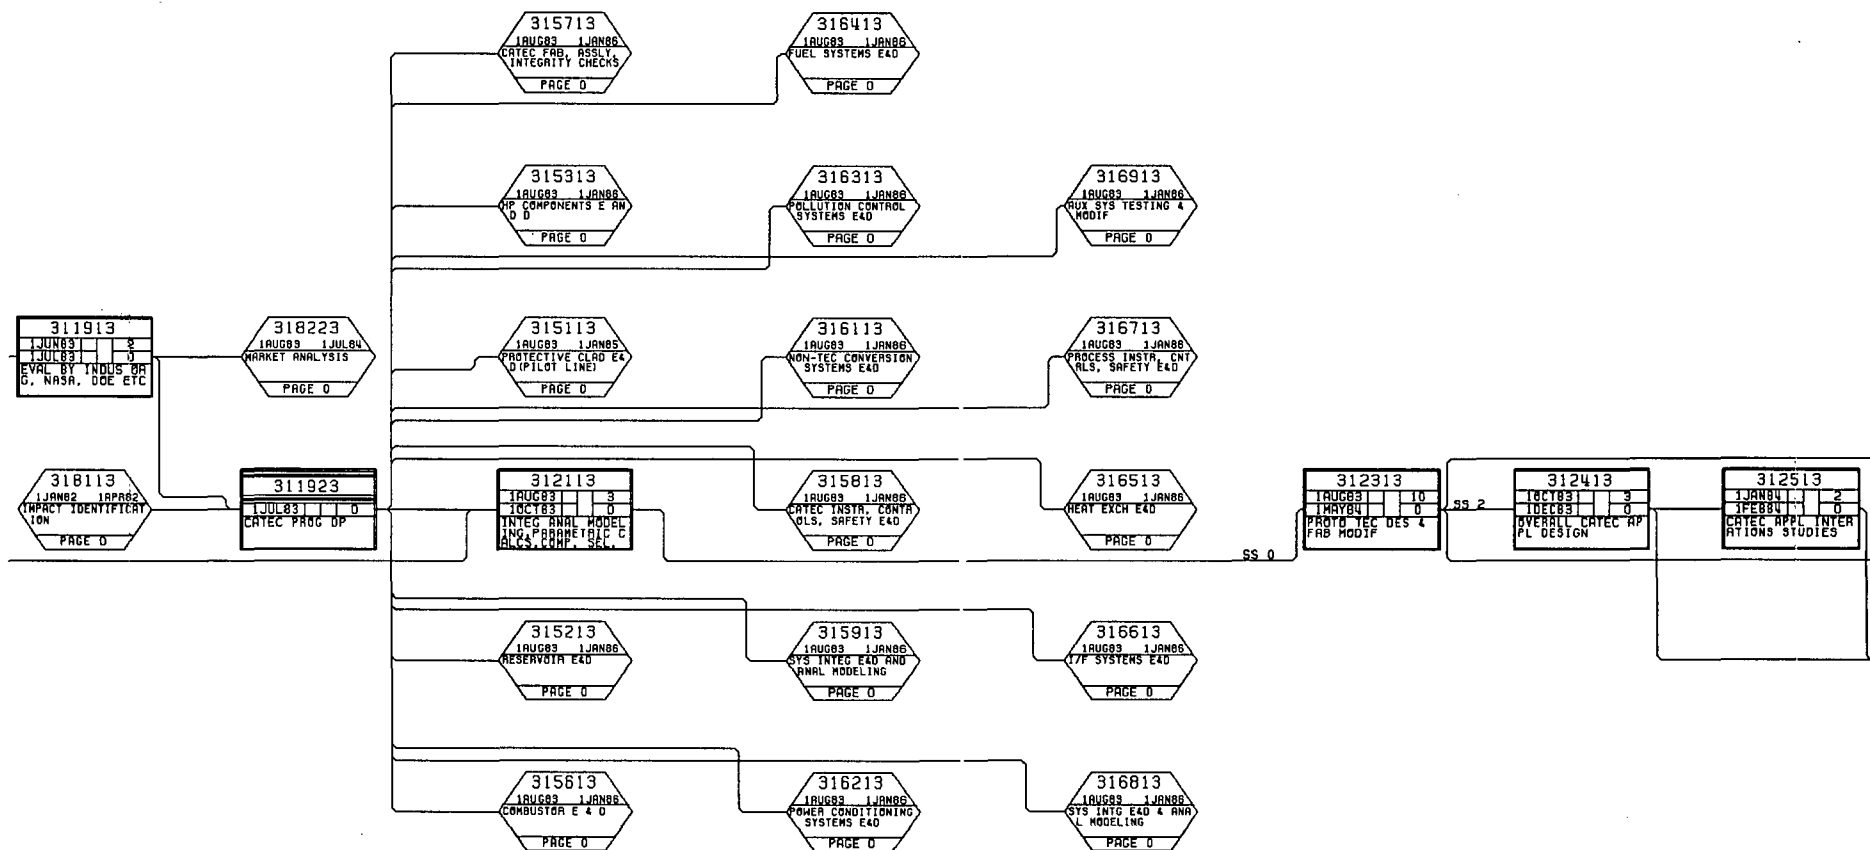 315713
1AUG83 1JAN86
CATEC FAB, ASSLY,
INTEGRITY CHECKS
PAGE 0
316413
1AUG83 1JAN86
FUEL SYSTEMS E&D
PAGE 0
315313
1AUG83 1JAN86
HP COMPONENTS E AN
D D
PAGE 0
316313
1AUG83 1JAN86
POLLUTION CONTROL
SYSTEMS E&D
PAGE 0
316913
1AUG83 1JAN86
AUX SYS TESTING &
MODIF
PAGE 0
311913
1JUN83 2
1JUL83 0
EVAL BY INDUS OR
G, NASA, DOE ETC
318223
1AUG83 1JUL84
MARKET ANALYSIS
PAGE 0
315113
1AUG83 1JAN85
PROTECTIVE CLAD E&
D(PILOT LINE)
PAGE 0
316113
1AUG83 1JAN86
NON-TEC CONVERSION
SYSTEMS E&D
PAGE 0
316713
1AUG83 1JAN86
PROCESS INSTR, CNT
RLS, SAFETY E&D
PAGE 0
318113
1JAN82 1APR82
IMPACT IDENTIFICAT
ION
PAGE 0
311923
1JUL83 0
CATEC PROG OP
312113
1AUG83 3
1OCT83 0
INTEG ANAL MODEL
ING,PARAMETRIC C
ALCS,COMP. SEL.
315813
1AUG83 1JAN86
CATEC INSTR, CONTR
OLS, SAFETY E&D
PAGE 0
316513
1AUG83 1JAN86
HEAT EXCH E&D
PAGE 0
SS 0
312313
1AUG83 10
1MAY84 0
PROTO TEC DES &
FAB MODIF
SS 2
312413
1OCT83 3
1DEC83 0
OVERALL CATEC AP
PL DESIGN
312513
1JAN84 2
1FEB84 0
CATEC APPL INTER
ATIONS STUDIES
315213
1AUG83 1JAN86
RESERVOIR E&D
PAGE 0
315913
1AUG83 1JAN86
SYS INTEG E&D AND
ANAL MODELING
PAGE 0
316613
1AUG83 1JAN86
I/F SYSTEMS E&D
PAGE 0
315613
1AUG83 1JAN86
COMBUSTOR E & D
PAGE 0
316213
1AUG83 1JAN86
POWER CONDITIONING
SYSTEMS E&D
PAGE 0
316813
1AUG83 1JAN86
SYS INTG E&D & ANA
L MODELING
PAGE 0